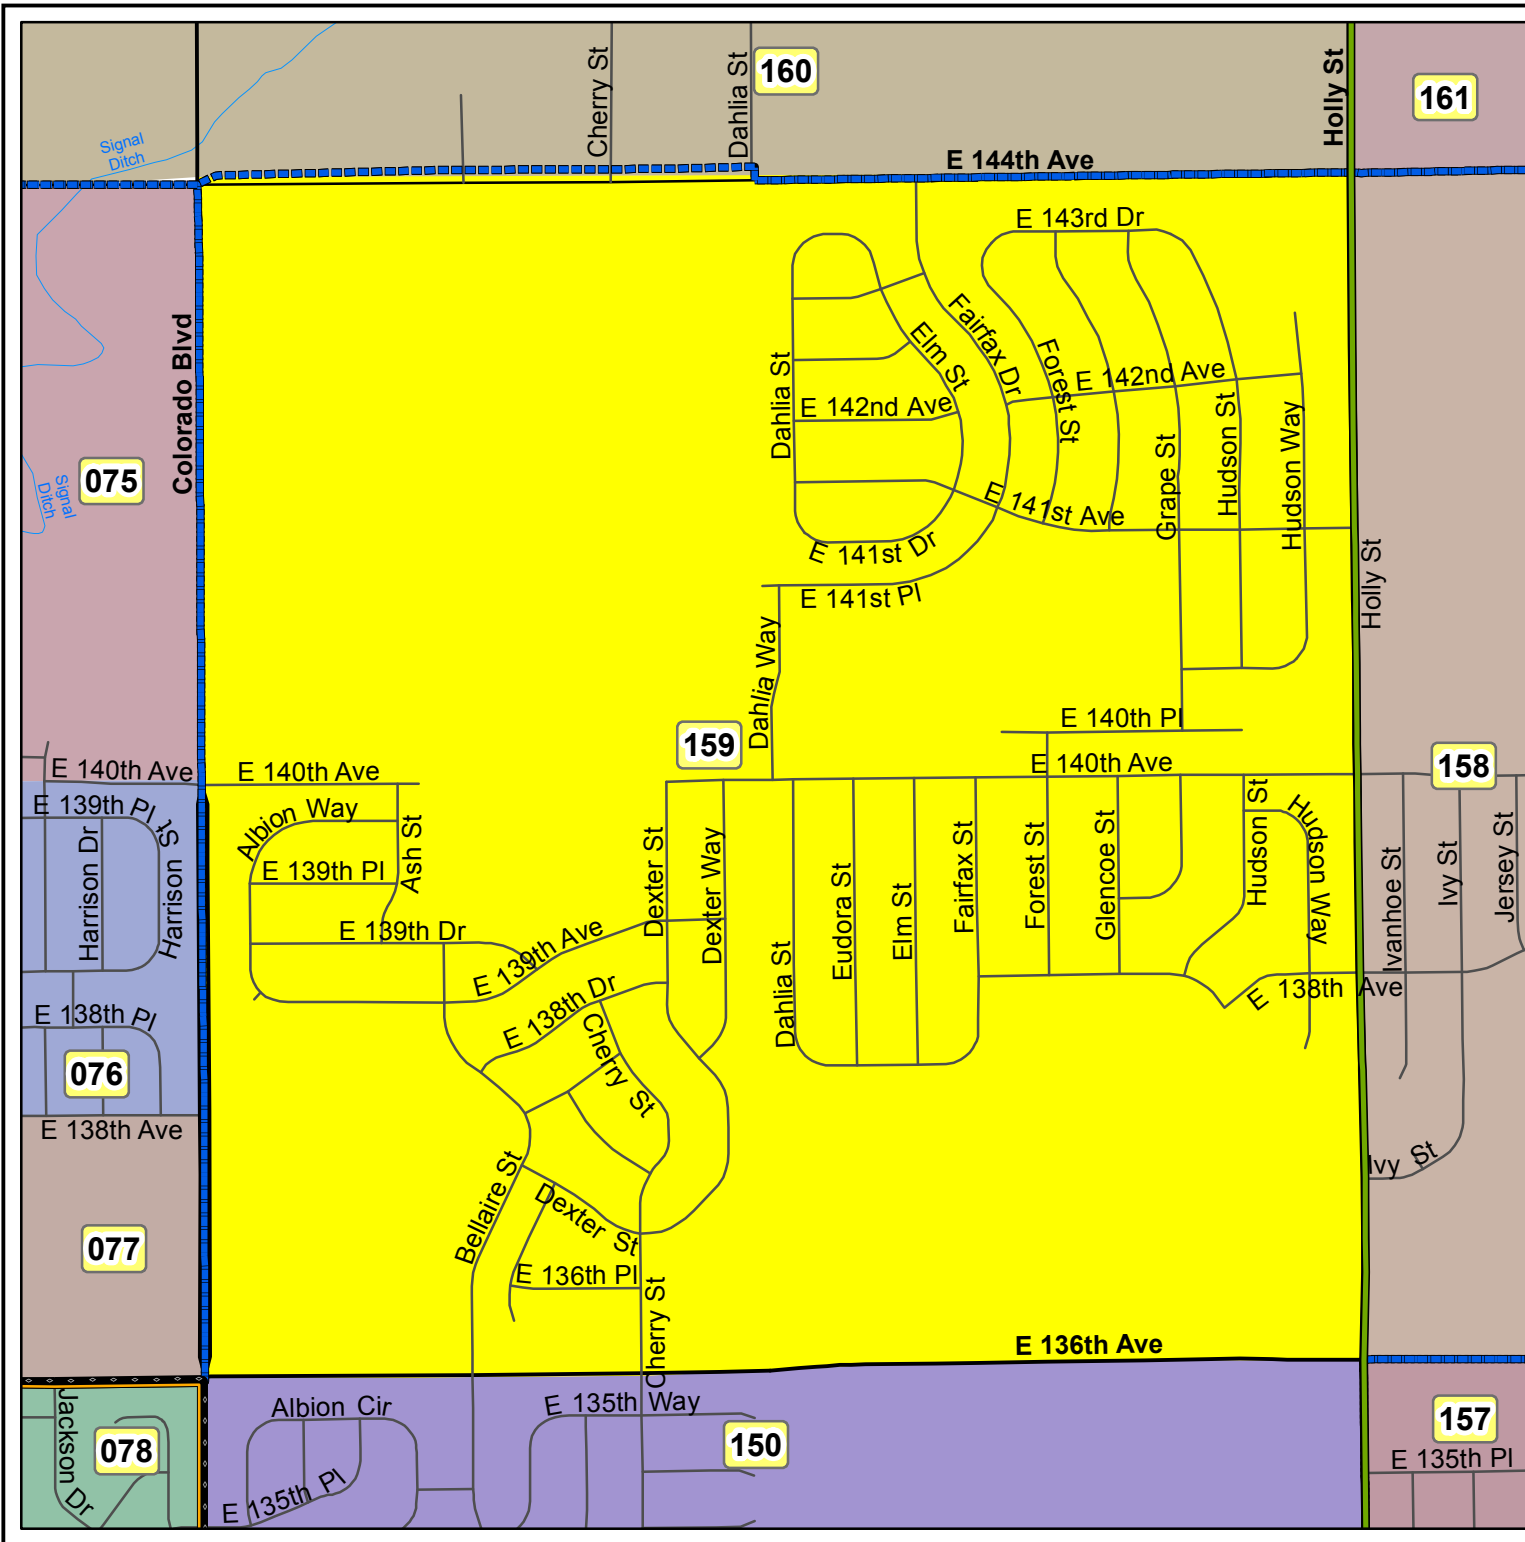 Cherry St
Dahlia St
160
Holly St
161
Signal
Ditch
E 144th Ave
E 143rd Dr
Colorado Blvd
Fairfax Dr
Elm St
Forest St
Dahlia St
E 142nd Ave
E 142nd Ave
Hudson St
Hudson Way
Grape St
075
Signal
Ditch
E 141st Ave
E 141st Dr
E 141st Pl
Holly St
Dahlia Way
159
E 140th Pl
E 140th Ave
E 140th Ave
E 140th Ave
158
E 139th Pl
Harrison Dr
Harrison St
Albion Way
Ash St
E 139th Pl
E 139th Dr
E 139th Ave
Dexter St
Dexter Way
Dahlia St
Eudora St
Elm St
Fairfax St
Forest St
Glencoe St
Hudson St
Hudson Way
Ivanhoe St
Ivy St
Jersey St
E 138th Ave
E 138th Dr
Cherry St
E 138th Pl
076
E 138th Ave
Ivy St
Bellaire St
Dexter St
077
E 136th Pl
Cherry St
E 136th Ave
Jackson Dr
078
Albion Cir
E 135th Way
150
157
E 135th Pl
E 135th Pl